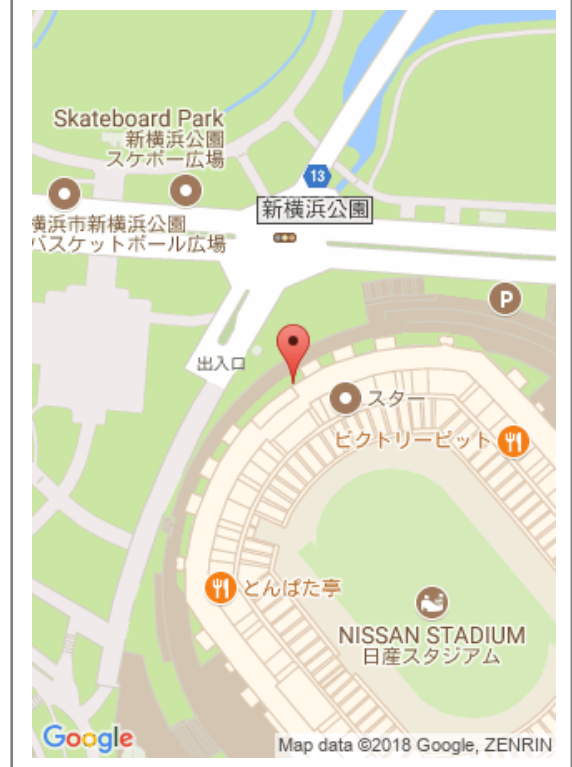 Skateboard Park
新横浜公園
スケボー広場
13
新横浜公園
横浜市新横浜公園
バスケットボール広場
P
出入口
スター
ビクトリーピット
とんぱた亭
NISSAN STADIUM
日産スタジアム
Google
Map data ©2018 Google, ZENRIN